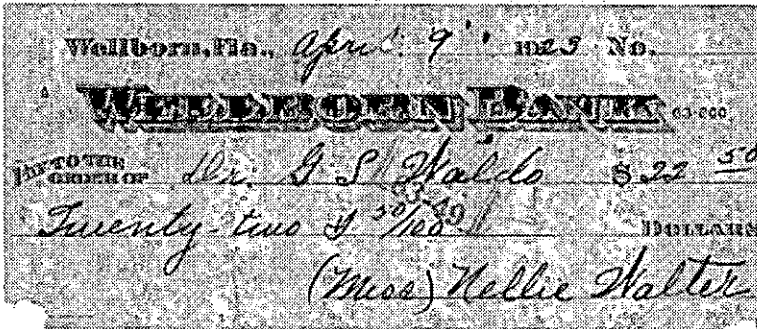 Wellborn, Fla., April 9 1923 No.
WELLBORN BANK 63-600
PAY TO THE ORDER OF Dr. G S Waldo $ 22 50
Twenty-two & 50/100 DOLLARS
(Miss) Nellie Walter